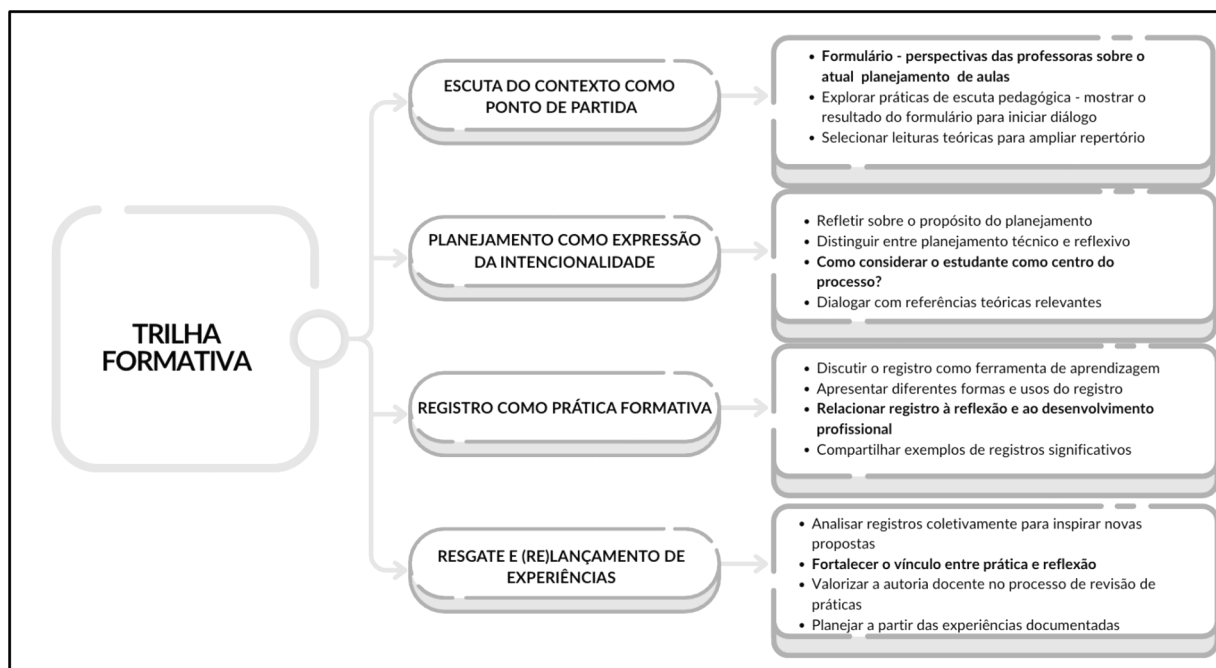 TRILHA
FORMATIVA
ESCUTA DO CONTEXTO COMO
PONTO DE PARTIDA
• Formulário - perspectivas das professoras sobre o
atual planejamento de aulas
• Explorar práticas de escuta pedagógica - mostrar o
resultado do formulário para iniciar diálogo
• Selecionar leituras teóricas para ampliar repertório
PLANEJAMENTO COMO EXPRESSÃO
DA INTENCIONALIDADE
• Refletir sobre o propósito do planejamento
• Distinguir entre planejamento técnico e reflexivo
• Como considerar o estudante como centro do
processo?
• Dialogar com referências teóricas relevantes
REGISTRO COMO PRÁTICA FORMATIVA
• Discutir o registro como ferramenta de aprendizagem
• Apresentar diferentes formas e usos do registro
• Relacionar registro à reflexão e ao desenvolvimento
profissional
• Compartilhar exemplos de registros significativos
RESGATE E (RE)LANÇAMENTO DE
EXPERIÊNCIAS
• Analisar registros coletivamente para inspirar novas
propostas
• Fortalecer o vínculo entre prática e reflexão
• Valorizar a autoria docente no processo de revisão de
práticas
• Planejar a partir das experiências documentadas